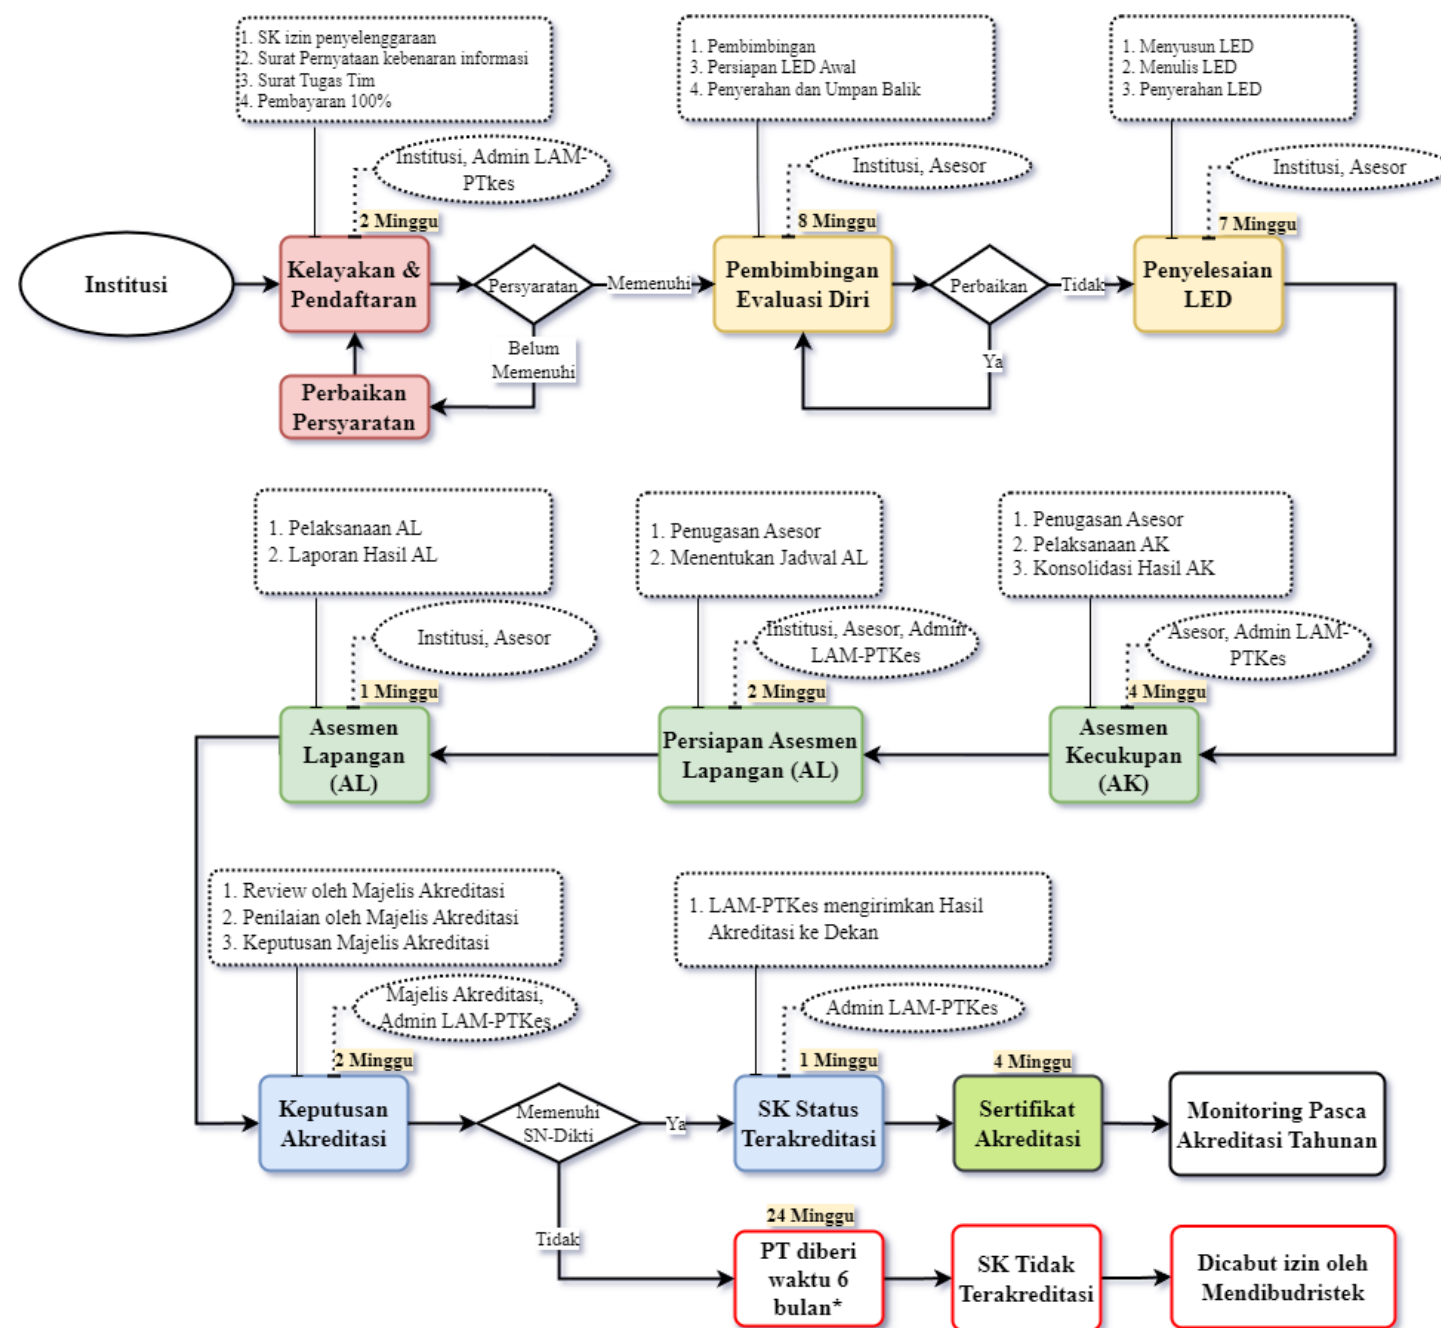 1. SK izin penyelenggaraan
2. Surat Pernyataan kebenaran informasi
3. Surat Tugas Tim
4. Pembayaran 100%
1. Pembimbingan
3. Persiapan LED Awal
4. Penyerahan dan Umpan Balik
1. Menyusun LED
2. Menulis LED
3. Penyerahan LED
Institusi, Admin LAM-
PTkes
Institusi, Asesor
Institusi, Asesor
2 Minggu
8 Minggu
7 Minggu
Institusi
Kelayakan &
Pendaftaran
Persyaratan
Memenuhi
Pembimbingan
Evaluasi Diri
Perbaikan
Tidak
Penyelesaian
LED
Belum
Memenuhi
Ya
Perbaikan
Persyaratan
1. Pelaksanaan AL
2. Laporan Hasil AL
1. Penugasan Asesor
2. Menentukan Jadwal AL
1. Penugasan Asesor
2. Pelaksanaan AK
3. Konsolidasi Hasil AK
Institusi, Asesor
Institusi, Asesor, Admin
LAM-PTKes
Asesor, Admin LAM-
PTKes
1 Minggu
2 Minggu
4 Minggu
Asesmen
Lapangan
(AL)
Persiapan Asesmen
Lapangan (AL)
Asesmen
Kecukupan
(AK)
1. Review oleh Majelis Akreditasi
2. Penilaian oleh Majelis Akreditasi
3. Keputusan Majelis Akreditasi
1. LAM-PTKes mengirimkan Hasil
Akreditasi ke Dekan
Majelis Akreditasi,
Admin LAM-PTKes
Admin LAM-PTKes
2 Minggu
1 Minggu
4 Minggu
Keputusan
Akreditasi
Memenuhi
SN-Dikti
Ya
SK Status
Terakreditasi
Sertifikat
Akreditasi
Monitoring Pasca
Akreditasi Tahunan
Tidak
24 Minggu
PT diberi
waktu 6
bulan*
SK Tidak
Terakreditasi
Dicabut izin oleh
Mendibudristek